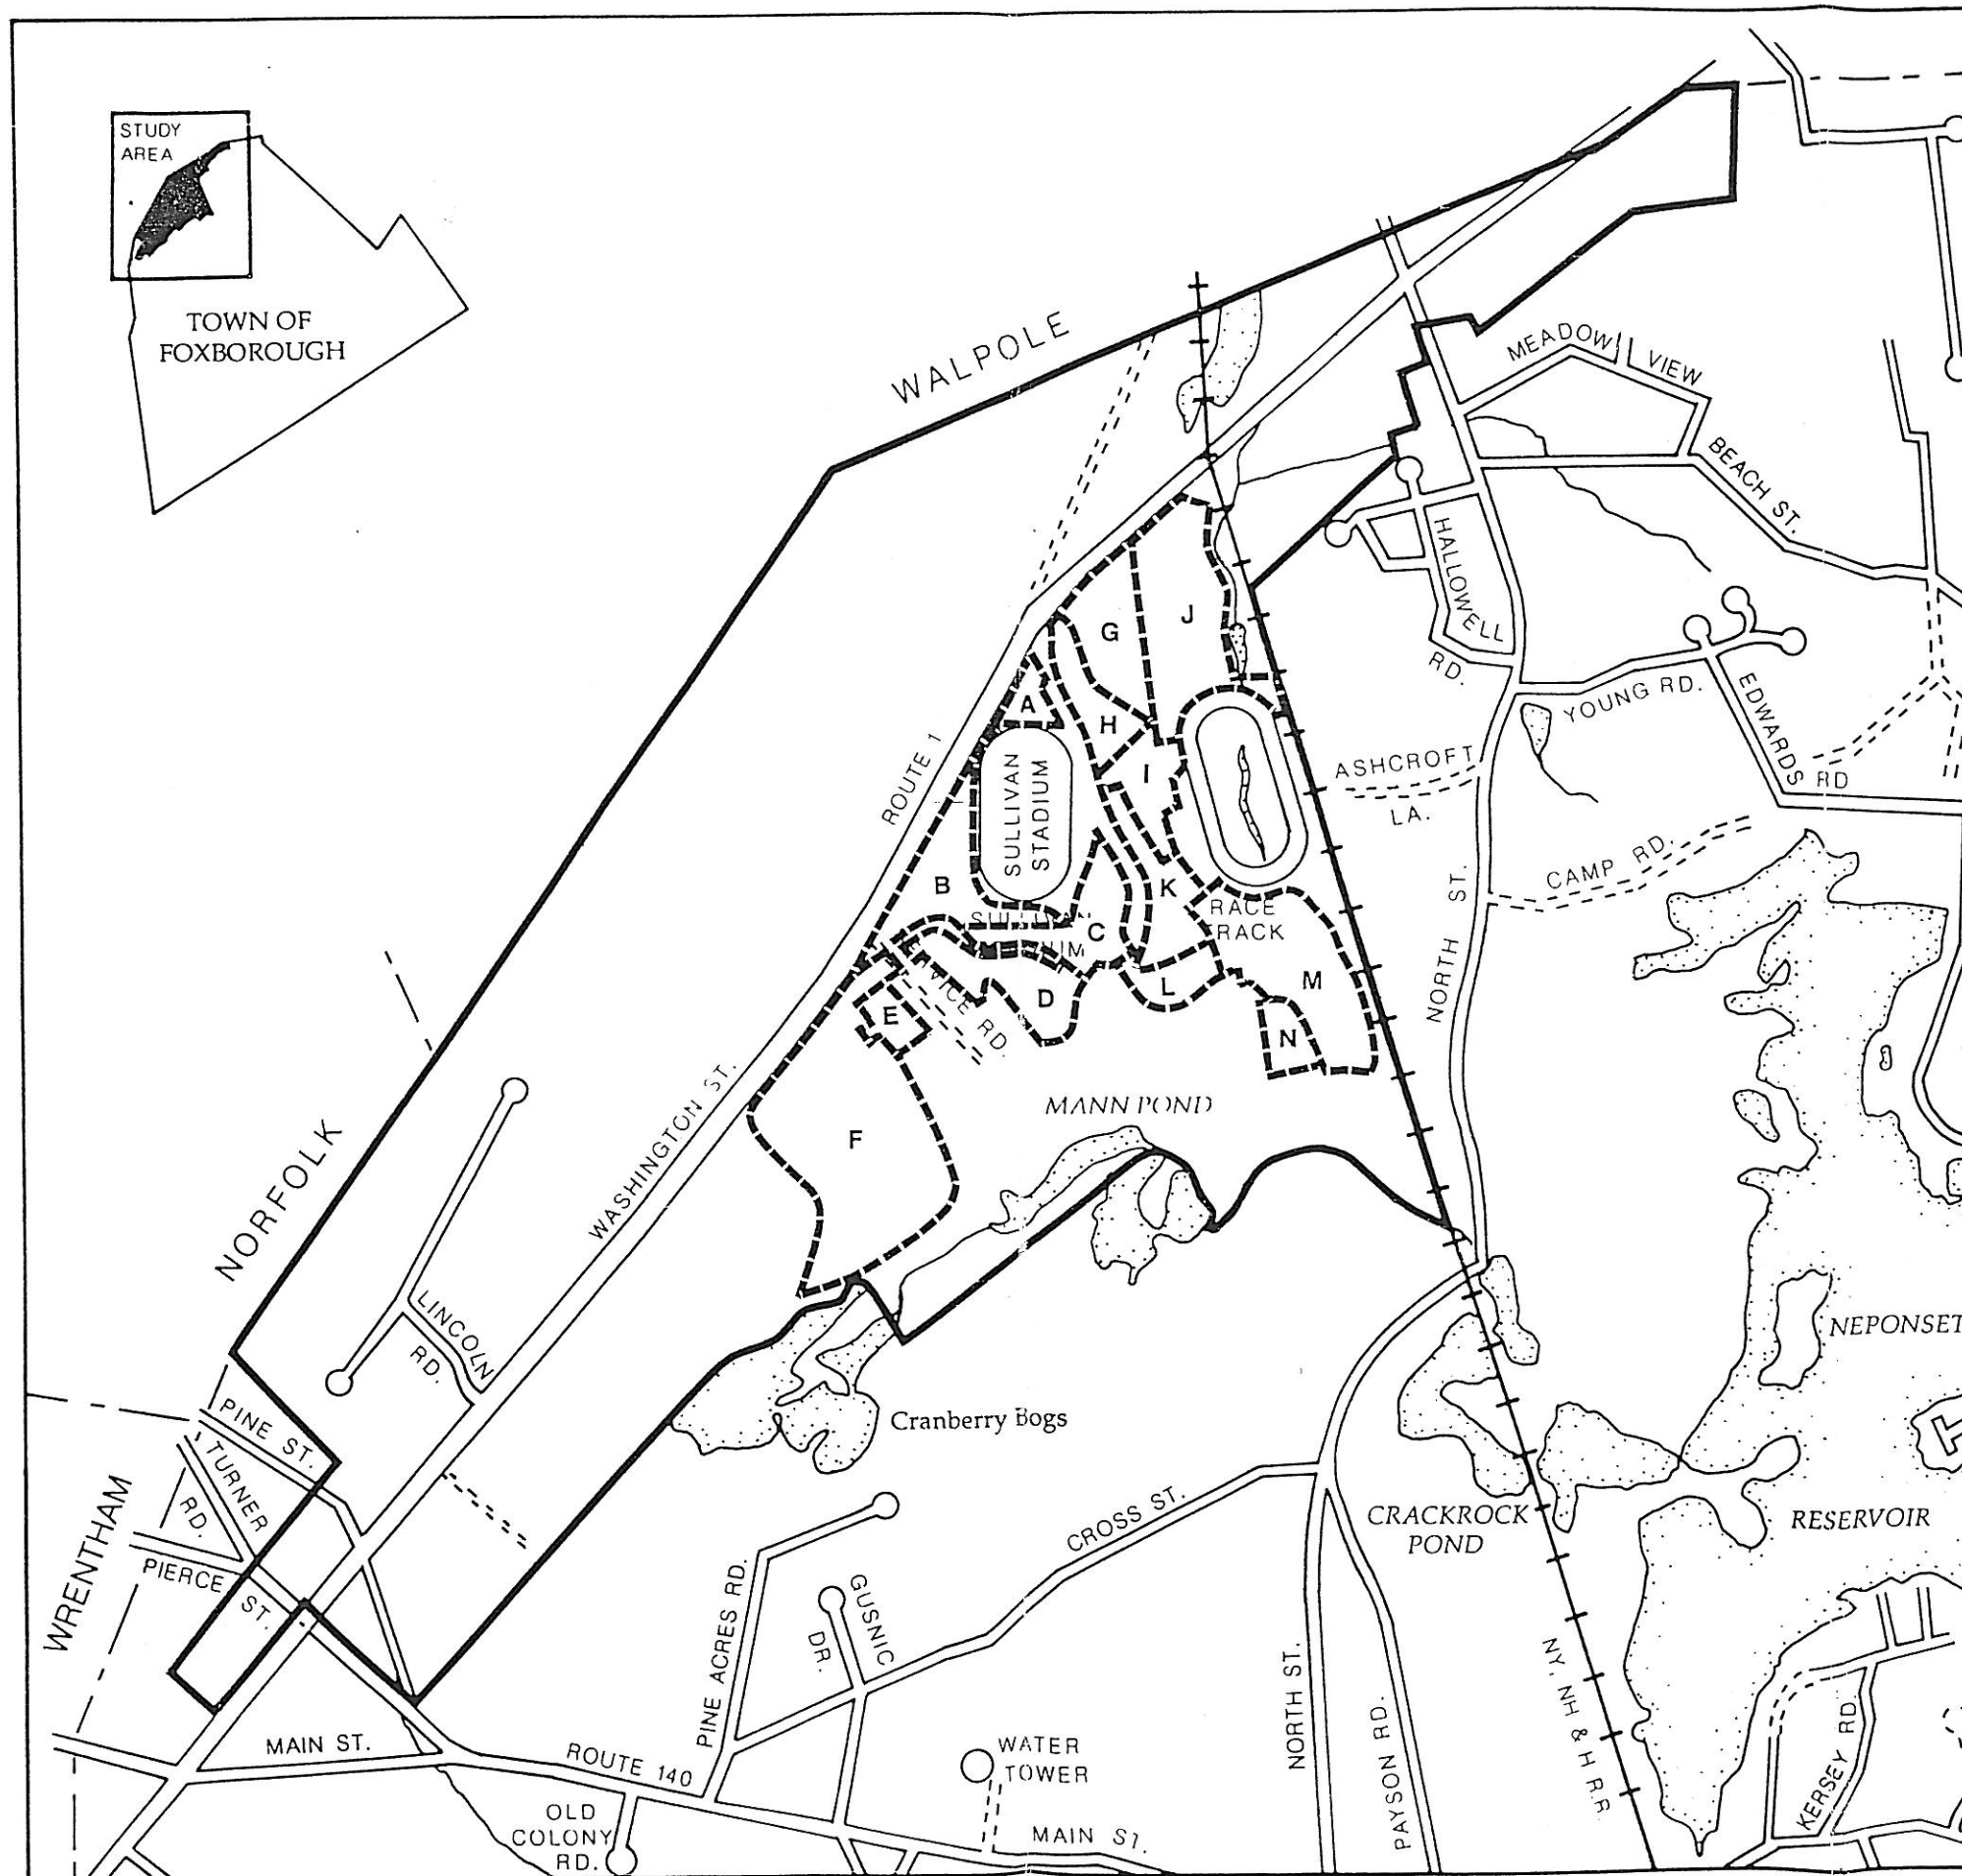 STUDY
AREA
TOWN OF
FOXBOROUGH
WALPOLE
MEADOW
VIEW
BEACH ST.
HALLOWELL
RD.
YOUNG RD.
EDWARDS
RD
G
J
A
H
I
ROUTE 1
SULLIVAN
STADIUM
ASHCROFT
LA.
CAMP RD.
B
K
C
RACE
TRACK
NORTH ST.
D
L
M
E
RD.
N
F
MANN POND
WASHINGTON ST.
NORFOLK
LINCOLN
RD.
NEPONSET
PINE ST.
TURNER
RD.
Cranberry Bogs
WRENTHAM
PIERCE
ST.
CROSS ST.
CRACKROCK
POND
RESERVOIR
PINE ACRES RD.
GUSNIC
DR.
NORTH ST.
PAYSON RD.
NY, NH & H R.R
KERSEY RD.
MAIN ST.
ROUTE 140
WATER
TOWER
OLD
COLONY
RD.
MAIN ST.